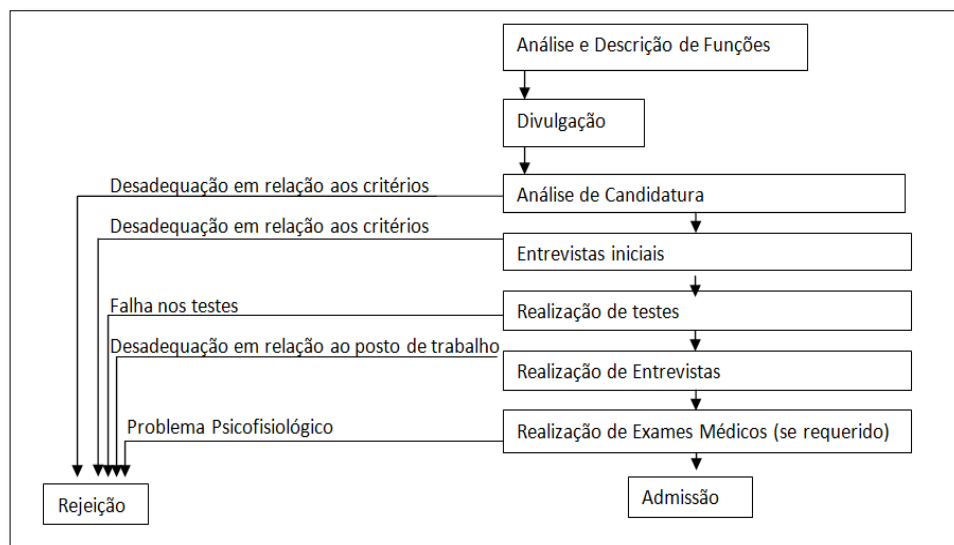 Análise e Descrição de Funções
Divulgação
Desadequação em relação aos critérios
Análise de Candidatura
Desadequação em relação aos critérios
Entrevistas iniciais
Falha nos testes
Realização de testes
Desadequação em relação ao posto de trabalho
Realização de Entrevistas
Problema Psicofisiológico
Realização de Exames Médicos (se requerido)
Rejeição
Admissão